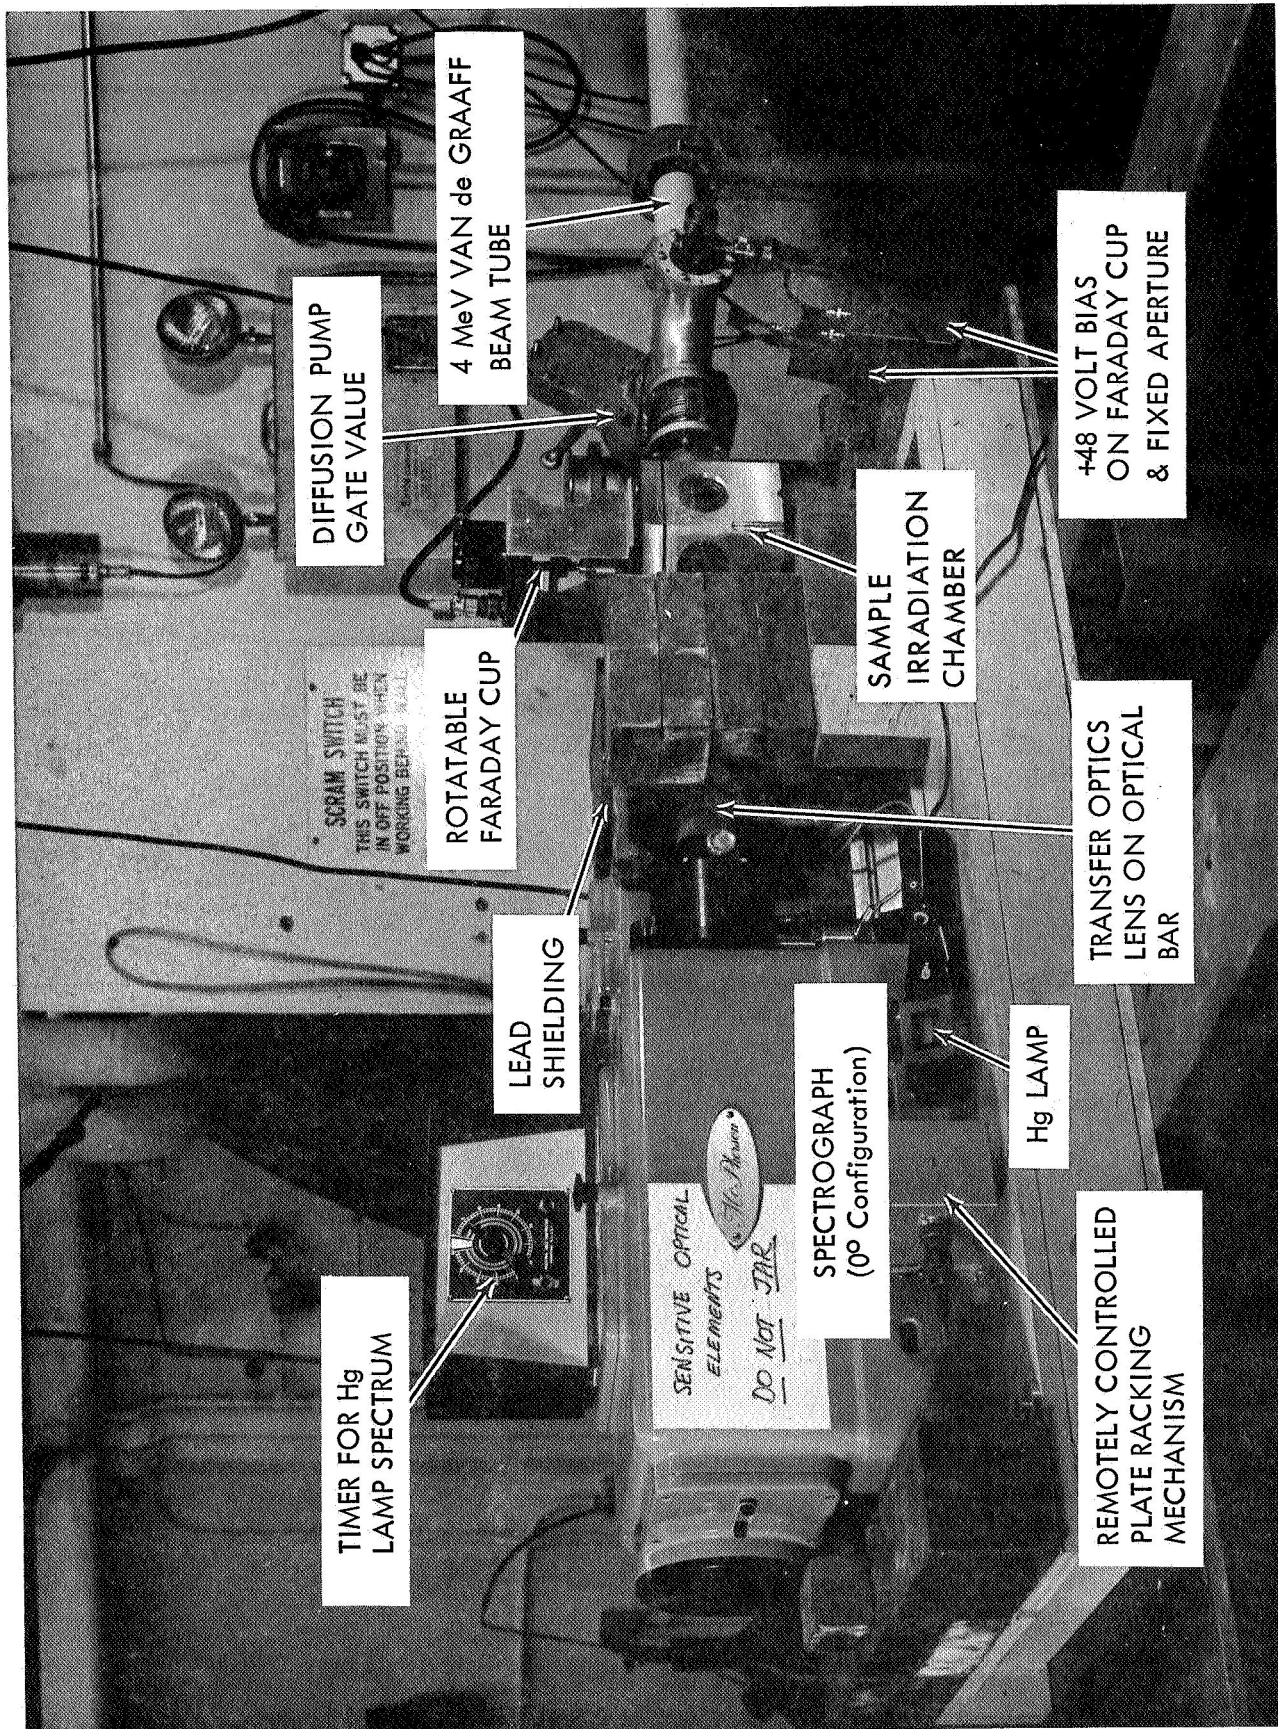 TIMER FOR Hg
LAMP SPECTRUM
LEAD
SHIELDING
SCRAM SWITCH
THIS SWITCH MUST BE
IN OFF POSITION WHEN
WORKING BEHIND WALL
ROTATABLE
FARADAY CUP
DIFFUSION PUMP
GATE VALUE
4 MeV VAN de GRAAFF
BEAM TUBE
SENSITIVE OPTICAL
ELEMENTS
DO NOT JAR
McPherson
SPECTROGRAPH
(0° Configuration)
SAMPLE
IRRADIATION
CHAMBER
REMOTELY CONTROLLED
PLATE RACKING
MECHANISM
Hg LAMP
TRANSFER OPTICS
LENS ON OPTICAL
BAR
+48 VOLT BIAS
ON FARADAY CUP
& FIXED APERTURE